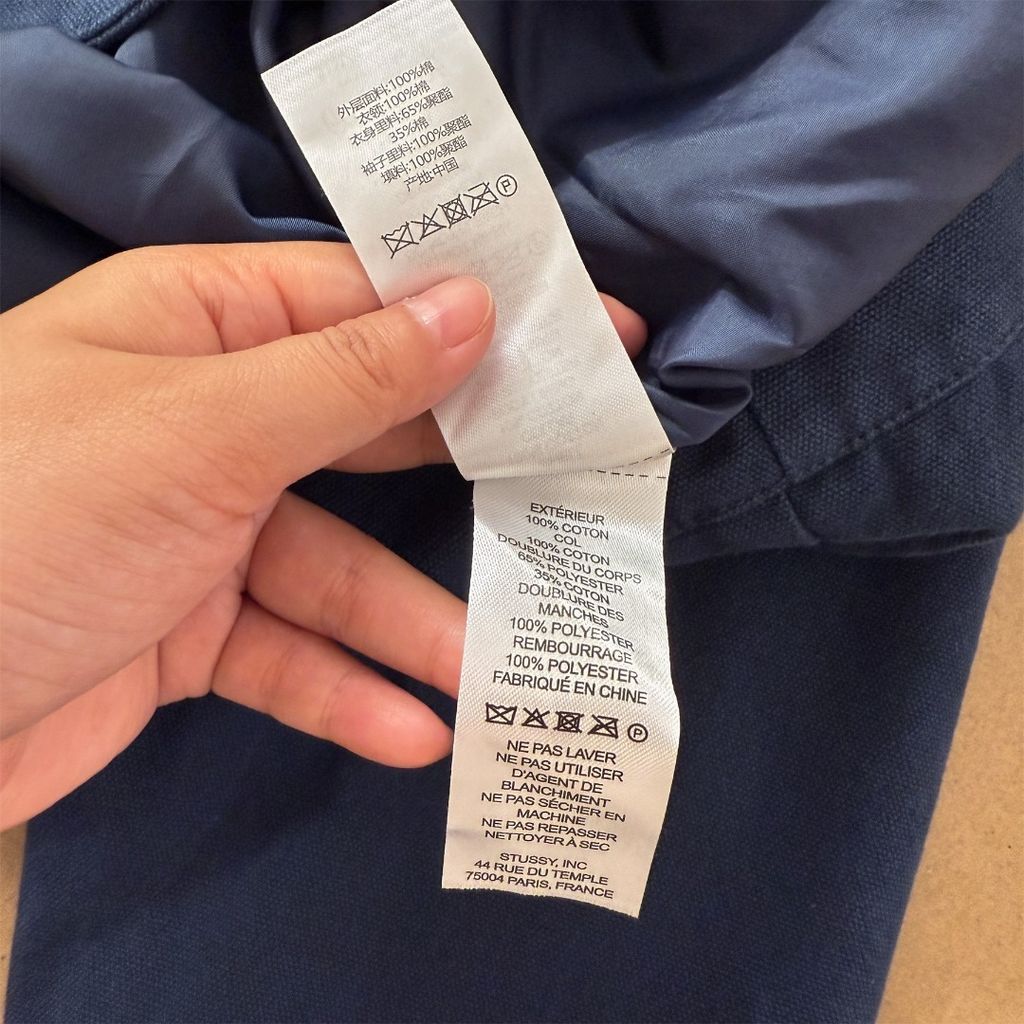 外层面料:100%棉
衣领:100%棉
衣身里料:65%聚酯
35%棉
袖子里料:100%聚酯
填料:100%聚酯
产地:中国
P
EXTÉRIEUR
100% COTON
COL
100% COTON
DOUBLURE DU CORPS
65% POLYESTER
35% COTON
DOUBLURE DES
MANCHES
100% POLYESTER
REMBOURRAGE
100% POLYESTER
FABRIQUÉ EN CHINE
P
NE PAS LAVER
NE PAS UTILISER
D'AGENT DE
BLANCHIMENT
NE PAS SÉCHER EN
MACHINE
NE PAS REPASSER
NETTOYER À SEC
STUSSY, INC
44 RUE DU TEMPLE
75004 PARIS, FRANCE